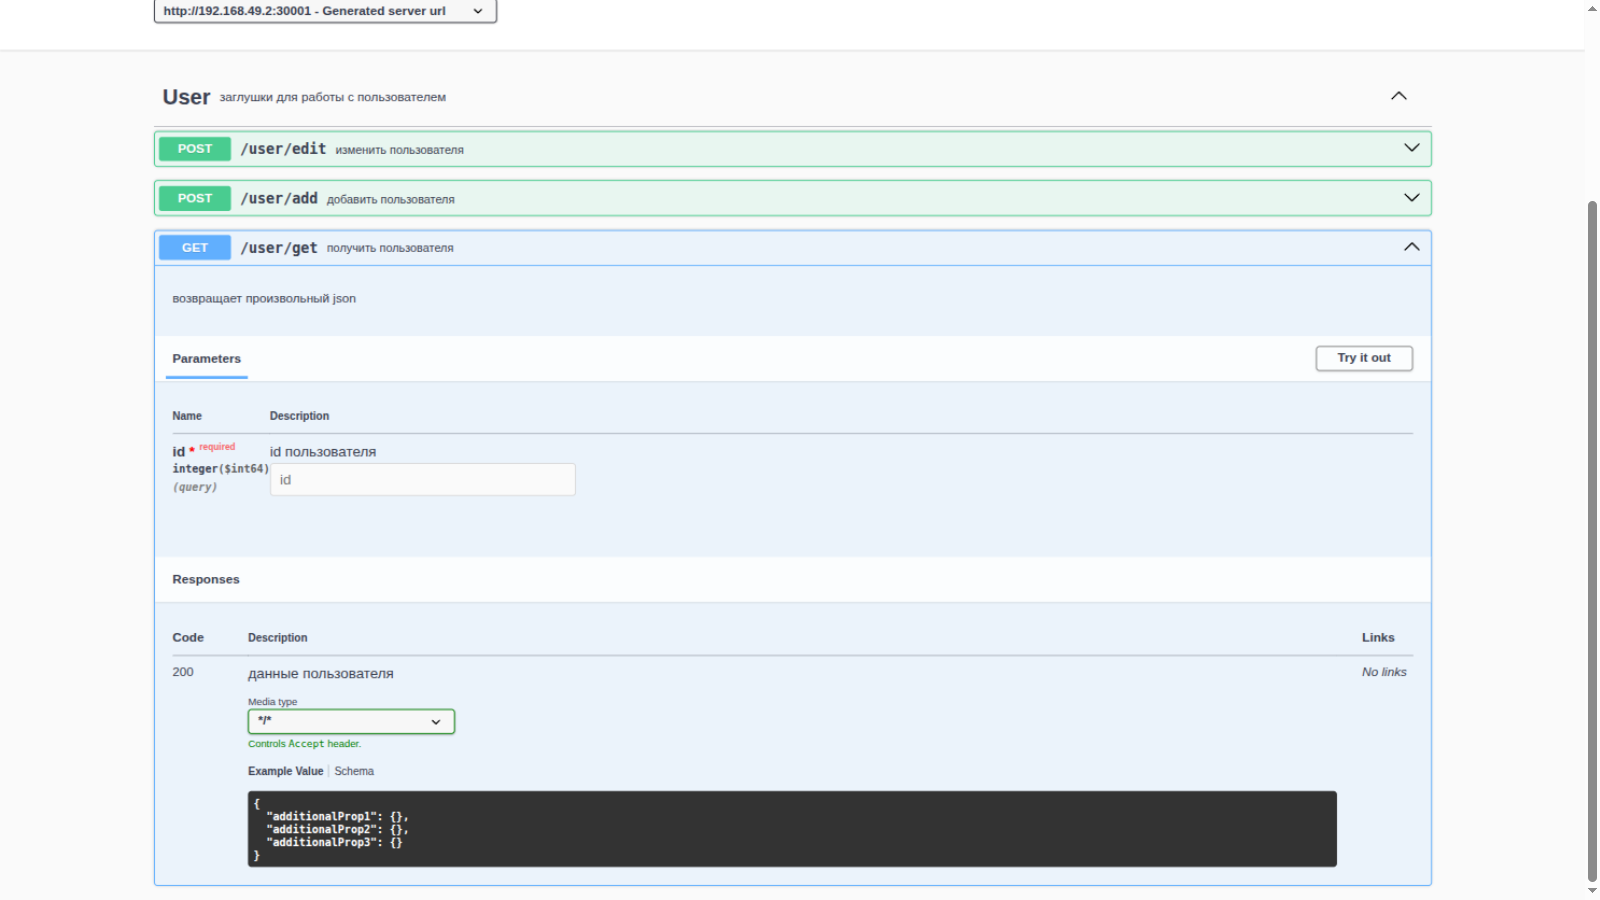 http://192.168.49.2:30001 - Generated server url
User заглушки для работы с пользователем
POST /user/edit изменить пользователя
POST /user/add добавить пользователя
GET /user/get получить пользователя
возвращает произвольный json
Parameters Try it out
Name Description
id * required id пользователя
integer($int64)
(query)
id
Responses
Code Description Links
200 данные пользователя No links
Media type
*/*
Controls Accept header.
Example Value Schema
{
"additionalProp1": {},
"additionalProp2": {},
"additionalProp3": {}
}